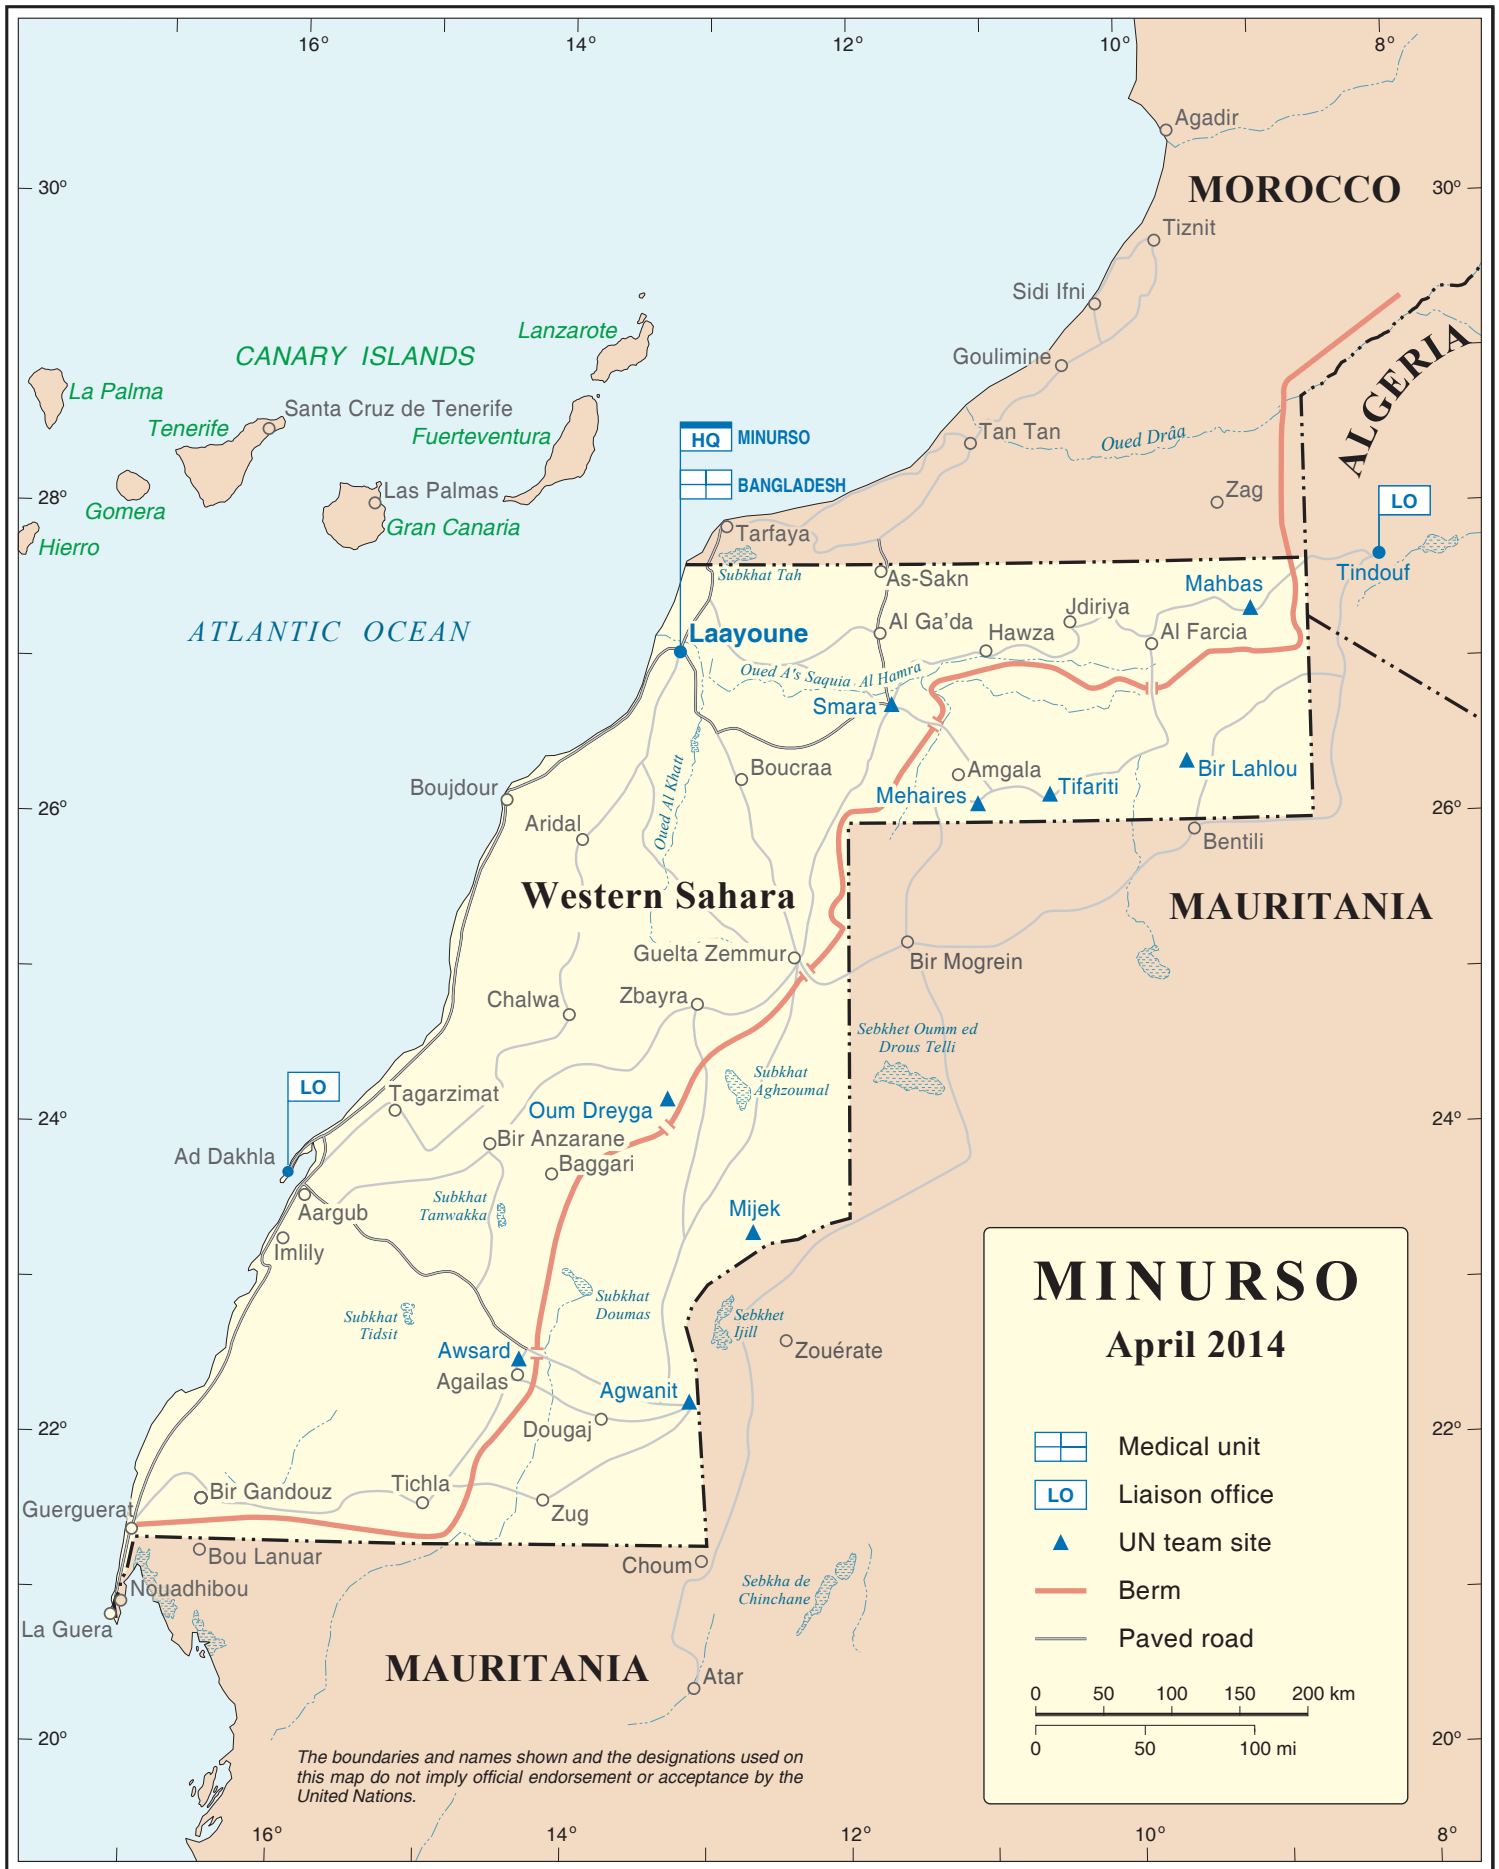 16° 14° 12° 10° 8°
Agadir
30° MOROCCO 30°
Tiznit
Sidi Ifni
Lanzarote
CANARY ISLANDS
Goulimine
ALGERIA
La Palma
Santa Cruz de Tenerife
Tenerife
Fuerteventura
HQ MINURSO
Tan Tan
Oued Drâa
BANGLADESH
28°
Las Palmas
Zag
LO
Gomera
Gran Canaria
Hierro
Tarfaya
Subkhat Tah
As-Sakn
Mahbas
Tindouf
Jdiriya
ATLANTIC OCEAN
Laayoune
Al Ga'da
Hawza
Al Farcia
Oued A's Saquia Al Hamra
Smara
Boucraa
Amgala
Bir Lahlou
Boujdour
Oued Al Khatt
Mehaires
Tifariti
26° 26°
Aridal
Bentili
Western Sahara
MAURITANIA
Guelta Zemmur
Bir Mogrein
Chalwa
Zbayra
Sebkhet Oumm ed
Drous Telli
Subkhat
Aghzoumal
LO
Tagarzimat
Oum Dreyga
24° 24°
Bir Anzarane
Ad Dakhla
Baggari
Subkhat
Tanwakka
Aargub
Mijek
Imlily
Subkhat
Doumas
Subkhat
Tidsit
Sebkhet
Ijill
Awsard
Zouérate
Agailas
Agwanit
22° 22°
Dougaj
Tichla
Bir Gandouz
Guerguerat
Zug
Bou Lanuar
Choum
Nouadhibou
Sebkha de
Chinchane
La Guera
MAURITANIA
Atar
20° 20°
MINURSO
April 2014
Medical unit
LO Liaison office
UN team site
Berm
Paved road
0 50 100 150 200 km
0 50 100 mi
The boundaries and names shown and the designations used on
this map do not imply official endorsement or acceptance by the
United Nations.
16° 14° 12° 10° 8°